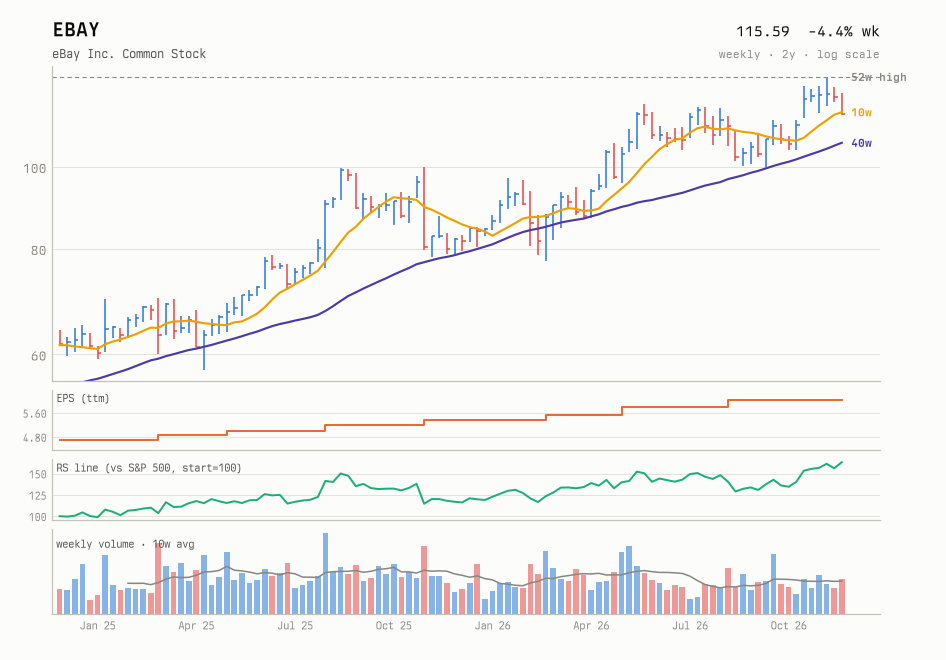 EBAY
115.59  -4.4% wk
eBay Inc. Common Stock
weekly · 2y · log scale
52w high
10w
40w
100
80
60
EPS (ttm)
5.60
4.80
RS line (vs S&P 500, start=100)
150
125
100
weekly volume · 10w avg
Jan 25
Apr 25
Jul 25
Oct 25
Jan 26
Apr 26
Jul 26
Oct 26